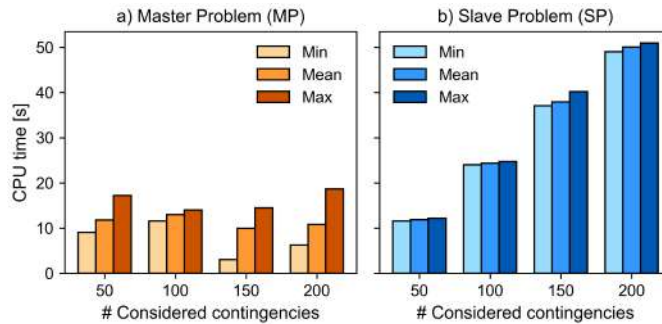 a) Master Problem (MP)
b) Slave Problem (SP)
CPU time [s]
50
40
30
20
10
0
Min
Mean
Max
Min
Mean
Max
50 100 150 200
50 100 150 200
# Considered contingencies
# Considered contingencies